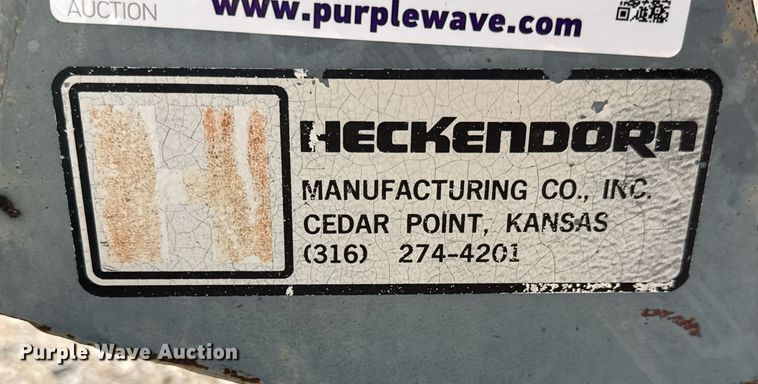 AUCTION
www.purplewave.com
H
HECKENDORN
MANUFACTURING CO., INC.
CEDAR POINT, KANSAS
(316) 274-4201
Purple Wave Auction